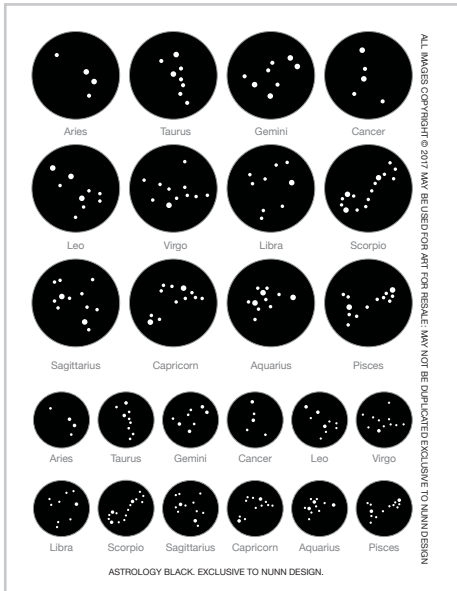 Aries
Taurus
Gemini
Cancer
Leo
Virgo
Libra
Scorpio
Sagittarius
Capricorn
Aquarius
Pisces
Aries
Taurus
Gemini
Cancer
Leo
Virgo
Libra
Scorpio
Sagittarius
Capricorn
Aquarius
Pisces
ASTROLOGY BLACK. EXCLUSIVE TO NUNN DESIGN.
ALL IMAGES COPYRIGHT © 2017 MAY BE USED FOR ART FOR RESALE: MAY NOT BE DUPLICATED EXCLUSIVE TO NUNN DESIGN